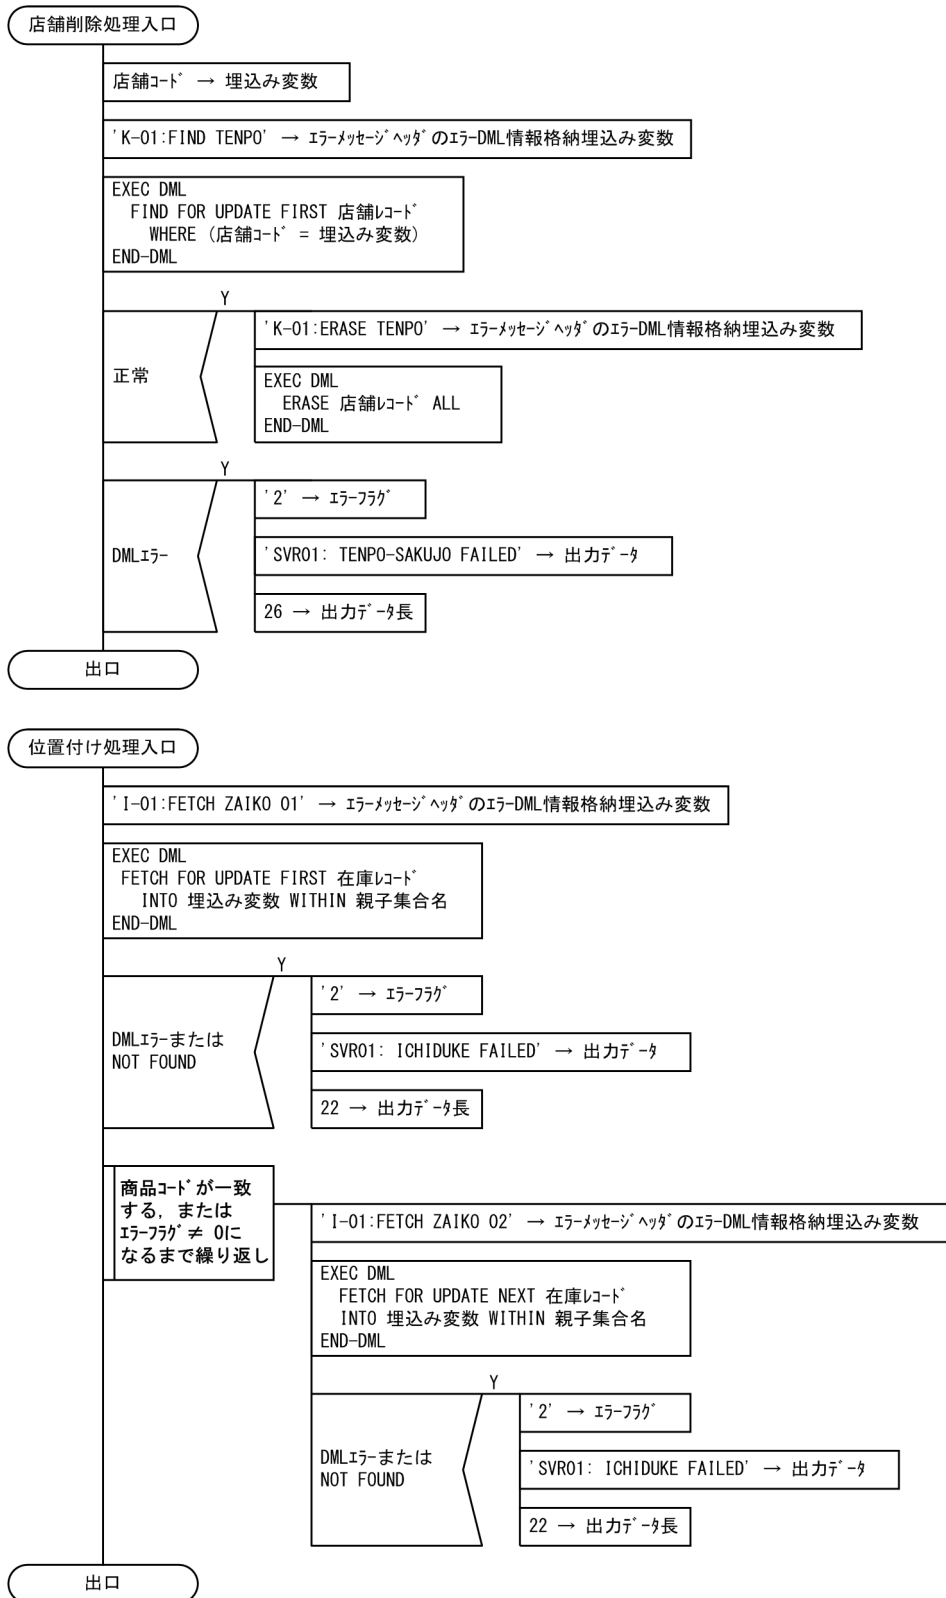 店舗削除処理入口
店舗ｺｰﾄﾞ → 埋込み変数
'K-01:FIND TENPO' → ｴﾗｰﾒｯｾｰｼﾞﾍｯﾀﾞのｴﾗｰDML情報格納埋込み変数
EXEC DML
FIND FOR UPDATE FIRST 店舗ﾚｺｰﾄﾞ
WHERE (店舗ｺｰﾄﾞ = 埋込み変数)
END-DML
Y
'K-01:ERASE TENPO' → ｴﾗｰﾒｯｾｰｼﾞﾍｯﾀﾞのｴﾗｰDML情報格納埋込み変数
正常
EXEC DML
ERASE 店舗ﾚｺｰﾄﾞ ALL
END-DML
Y
'2' → ｴﾗｰﾌﾗｸﾞ
DMLｴﾗｰ
'SVR01: TENPO-SAKUJO FAILED' → 出力ﾃﾞｰﾀ
26 → 出力ﾃﾞｰﾀ長
出口
位置付け処理入口
'I-01:FETCH ZAIKO 01' → ｴﾗｰﾒｯｾｰｼﾞﾍｯﾀﾞのｴﾗｰDML情報格納埋込み変数
EXEC DML
FETCH FOR UPDATE FIRST 在庫ﾚｺｰﾄﾞ
INTO 埋込み変数 WITHIN 親子集合名
END-DML
Y
'2' → ｴﾗｰﾌﾗｸﾞ
DMLｴﾗｰまたは
NOT FOUND
'SVR01: ICHIDUKE FAILED' → 出力ﾃﾞｰﾀ
22 → 出力ﾃﾞｰﾀ長
商品ｺｰﾄﾞが一致
する，または
ｴﾗｰﾌﾗｸﾞ≠ 0に
なるまで繰り返し
'I-01:FETCH ZAIKO 02' → ｴﾗｰﾒｯｾｰｼﾞﾍｯﾀﾞのｴﾗｰDML情報格納埋込み変数
EXEC DML
FETCH FOR UPDATE NEXT 在庫ﾚｺｰﾄﾞ
INTO 埋込み変数 WITHIN 親子集合名
END-DML
Y
'2' → ｴﾗｰﾌﾗｸﾞ
DMLｴﾗｰまたは
NOT FOUND
'SVR01: ICHIDUKE FAILED' → 出力ﾃﾞｰﾀ
22 → 出力ﾃﾞｰﾀ長
出口